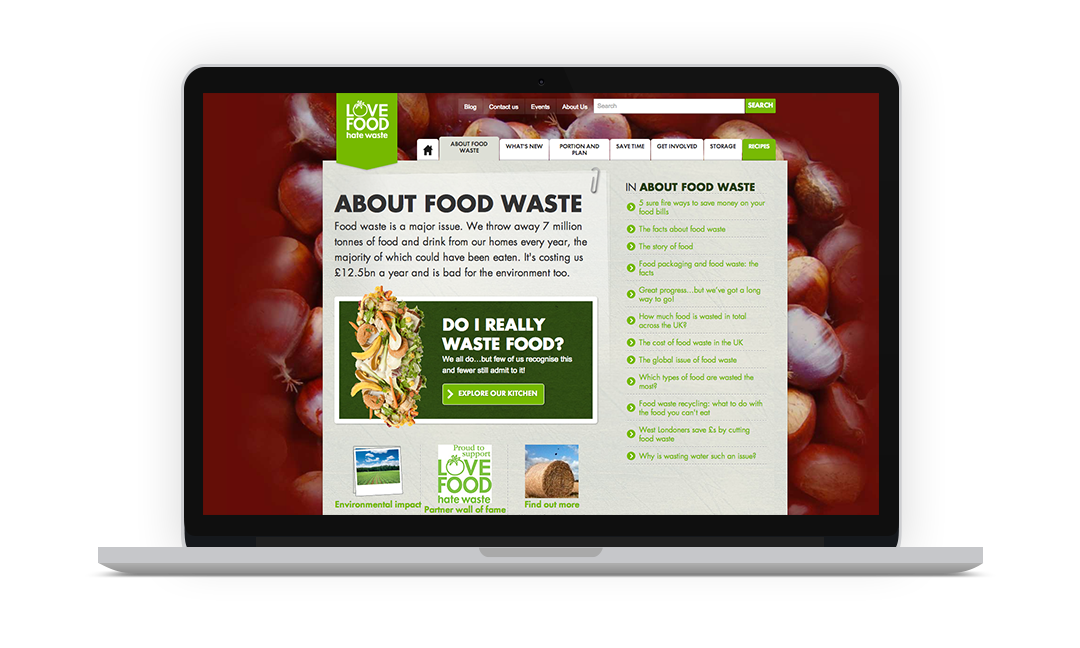 Blog Contact us Events About Us Search SEARCH
LOVE
FOOD
hate waste
ABOUT FOOD
WASTE
WHAT'S NEW
PORTION AND
PLAN
SAVE TIME
GET INVOLVED
STORAGE
RECIPES
ABOUT FOOD WASTE
Food waste is a major issue. We throw away 7 million
tonnes of food and drink from our homes every year, the
majority of which could have been eaten. It's costing us
£12.5bn a year and is bad for the environment too.
DO I REALLY
WASTE FOOD?
We all do...but few of us recognise this
and fewer still admit to it!
EXPLORE OUR KITCHEN
Environmental impact
Proud to
support
LOVE
FOOD
hate waste
Partner wall of fame
Find out more
IN ABOUT FOOD WASTE
5 sure fire ways to save money on your
food bills
The facts about food waste
The story of food
Food packaging and food waste: the
facts
Great progress...but we've got a long
way to go!
How much food is wasted in total
across the UK?
The cost of food waste in the UK
The global issue of food waste
Which types of food are wasted the
most?
Food waste recycling: what to do with
the food you can't eat
West Londoners save £s by cutting
food waste
Why is wasting water such an issue?